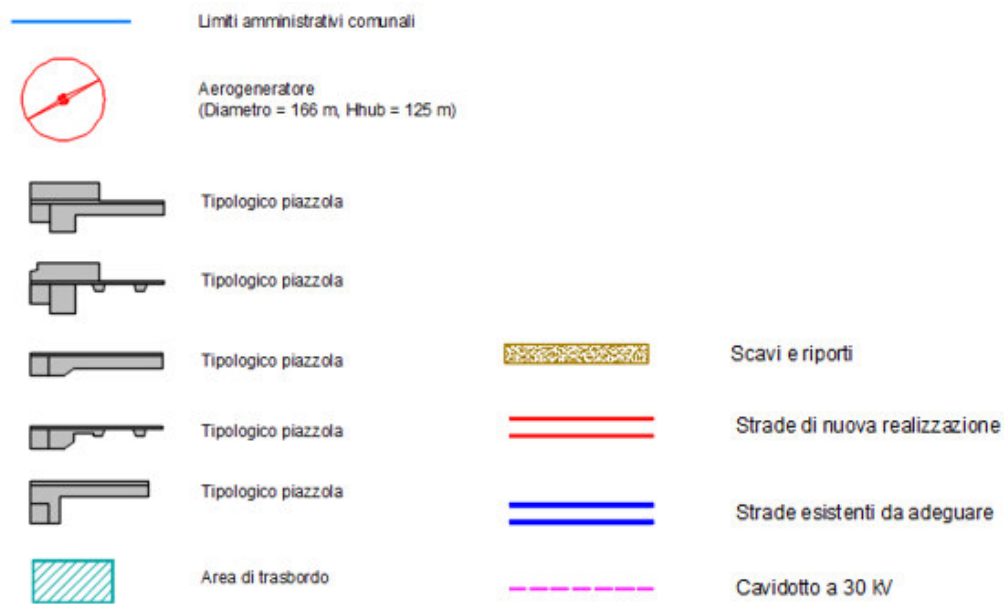 Limiti amministrativi comunali
Aerogeneratore
(Diametro = 166 m, Hhub = 125 m)
Tipologico piazzola
Tipologico piazzola
Tipologico piazzola
Tipologico piazzola
Tipologico piazzola
Area di trasbordo
Scavi e riporti
Strade di nuova realizzazione
Strade esistenti da adeguare
Cavidotto a 30 kV